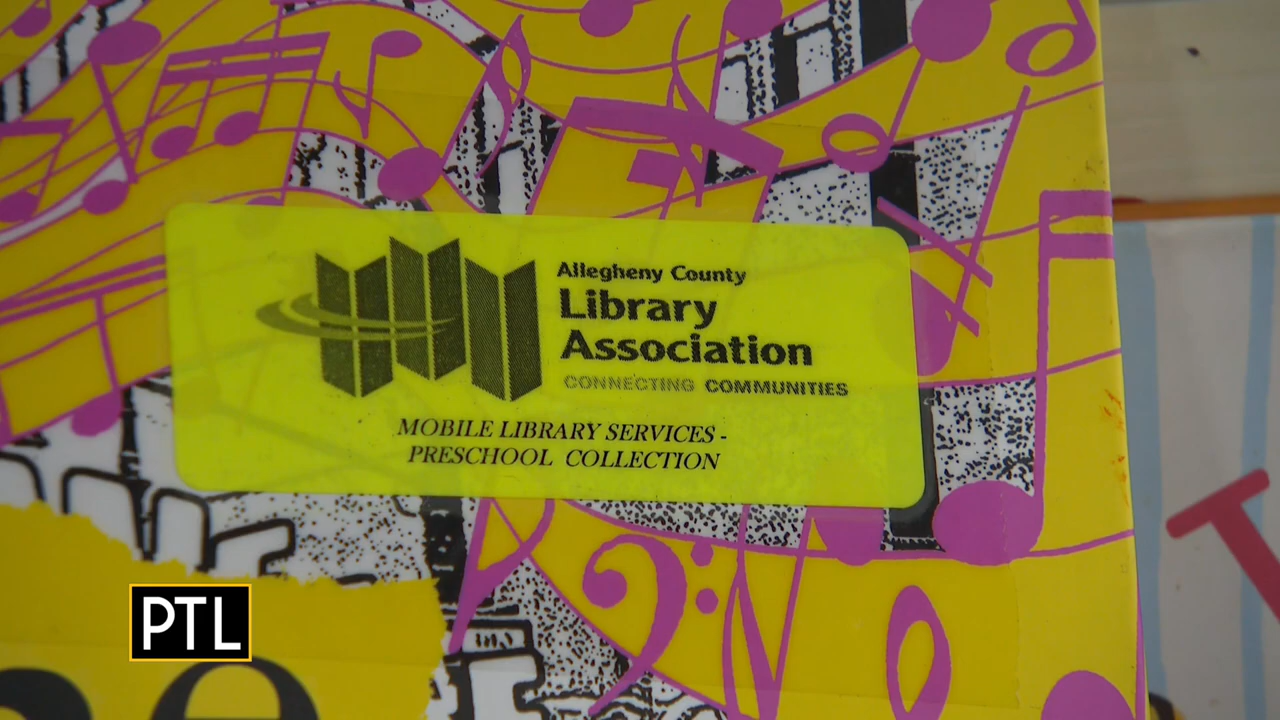 Allegheny County
Library
Association
CONNECTING COMMUNITIES
MOBILE LIBRARY SERVICES -
PRESCHOOL COLLECTION
T
PTL
e